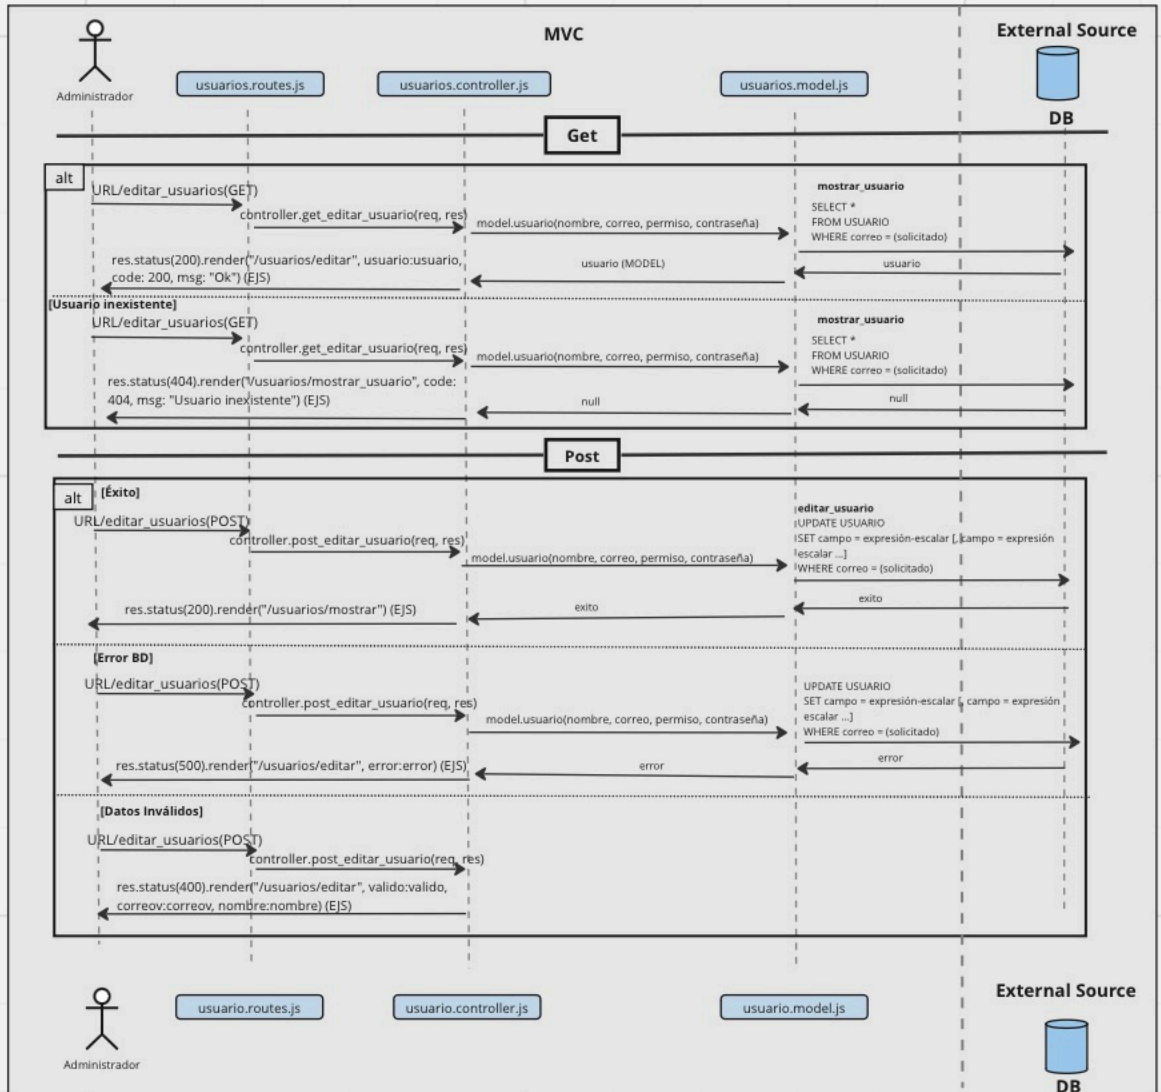 MVC
External Source
Administrador
usuarios.routes.js
usuarios.controller.js
usuarios.model.js
DB
Get
alt
URL/editar_usuarios(GET)
controller.get_editar_usuario(req, res)
model.usuario(nombre, correo, permiso, contraseña)
mostrar_usuario
SELECT *
FROM USUARIO
WHERE correo = (solicitado)
usuario
usuario (MODEL)
res.status(200).render("/usuarios/editar", usuario:usuario,
code: 200, msg: "Ok") (EJS)
[Usuario inexistente]
URL/editar_usuarios(GET)
controller.get_editar_usuario(req, res)
model.usuario(nombre, correo, permiso, contraseña)
mostrar_usuario
SELECT *
FROM USUARIO
WHERE correo = (solicitado)
null
null
res.status(404).render("/usuarios/mostrar_usuario", code:
404, msg: "Usuario inexistente") (EJS)
Post
alt
[Éxito]
URL/editar_usuarios(POST)
controller.post_editar_usuario(req, res)
model.usuario(nombre, correo, permiso, contraseña)
editar_usuario
UPDATE USUARIO
SET campo = expresión-escalar [, campo = expresión
escalar ...]
WHERE correo = (solicitado)
exito
exito
res.status(200).render("/usuarios/mostrar") (EJS)
[Error BD]
URL/editar_usuarios(POST)
controller.post_editar_usuario(req, res)
model.usuario(nombre, correo, permiso, contraseña)
UPDATE USUARIO
SET campo = expresión-escalar [, campo = expresión
escalar ...]
WHERE correo = (solicitado)
error
error
res.status(500).render("/usuarios/editar", error:error) (EJS)
[Datos Inválidos]
URL/editar_usuarios(POST)
controller.post_editar_usuario(req, res)
res.status(400).render("/usuarios/editar", valido:valido,
correov:correov, nombre:nombre) (EJS)
External Source
usuario.routes.js
usuario.controller.js
usuario.model.js
Administrador
DB